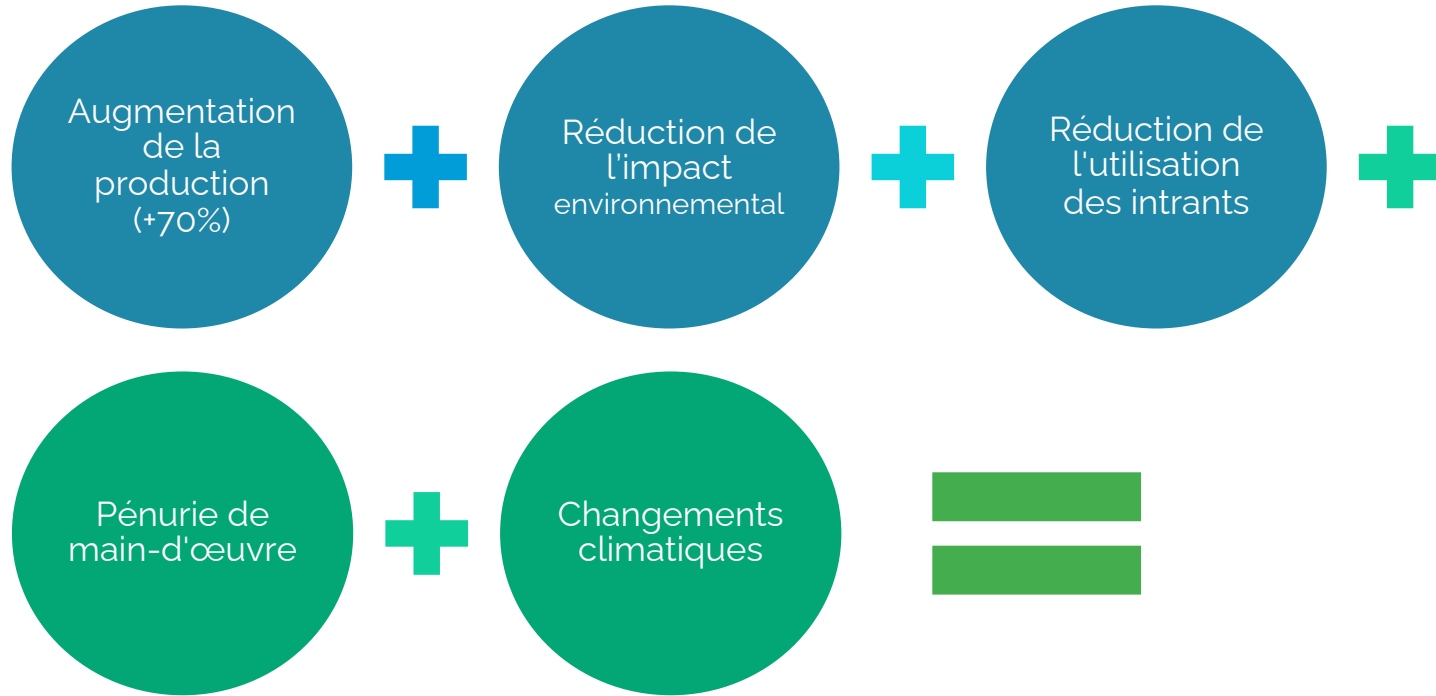 Augmentation
de la
production
(+70%)
Réduction de
l’impact
environnemental
Réduction de
l'utilisation
des intrants
Pénurie de
main-d'œuvre
Changements
climatiques